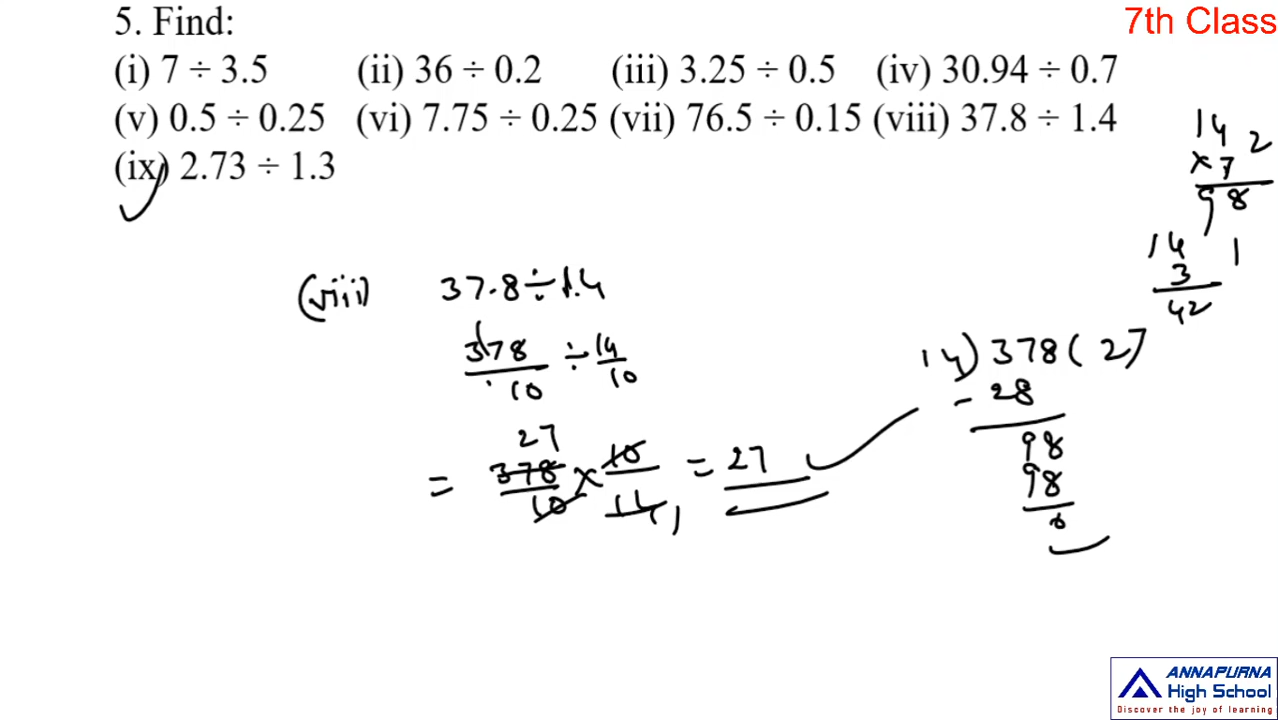 7th Class
5. Find:
(i) 7 ÷ 3.5 (ii) 36 ÷ 0.2 (iii) 3.25 ÷ 0.5 (iv) 30.94 ÷ 0.7
(v) 0.5 ÷ 0.25 (vi) 7.75 ÷ 0.25 (vii) 76.5 ÷ 0.15 (viii) 37.8 ÷ 1.4
(ix) 2.73 ÷ 1.3
14 2
×7
98
14 1
3
42
(viii) 37.8 ÷ 1.4
378 ÷ 14
10 10
27
= 378 × 10 = 27
10 14 1
14) 378 ( 27
- 28
98
98
0
ANNAPURNA
High School
Discover the joy of learning